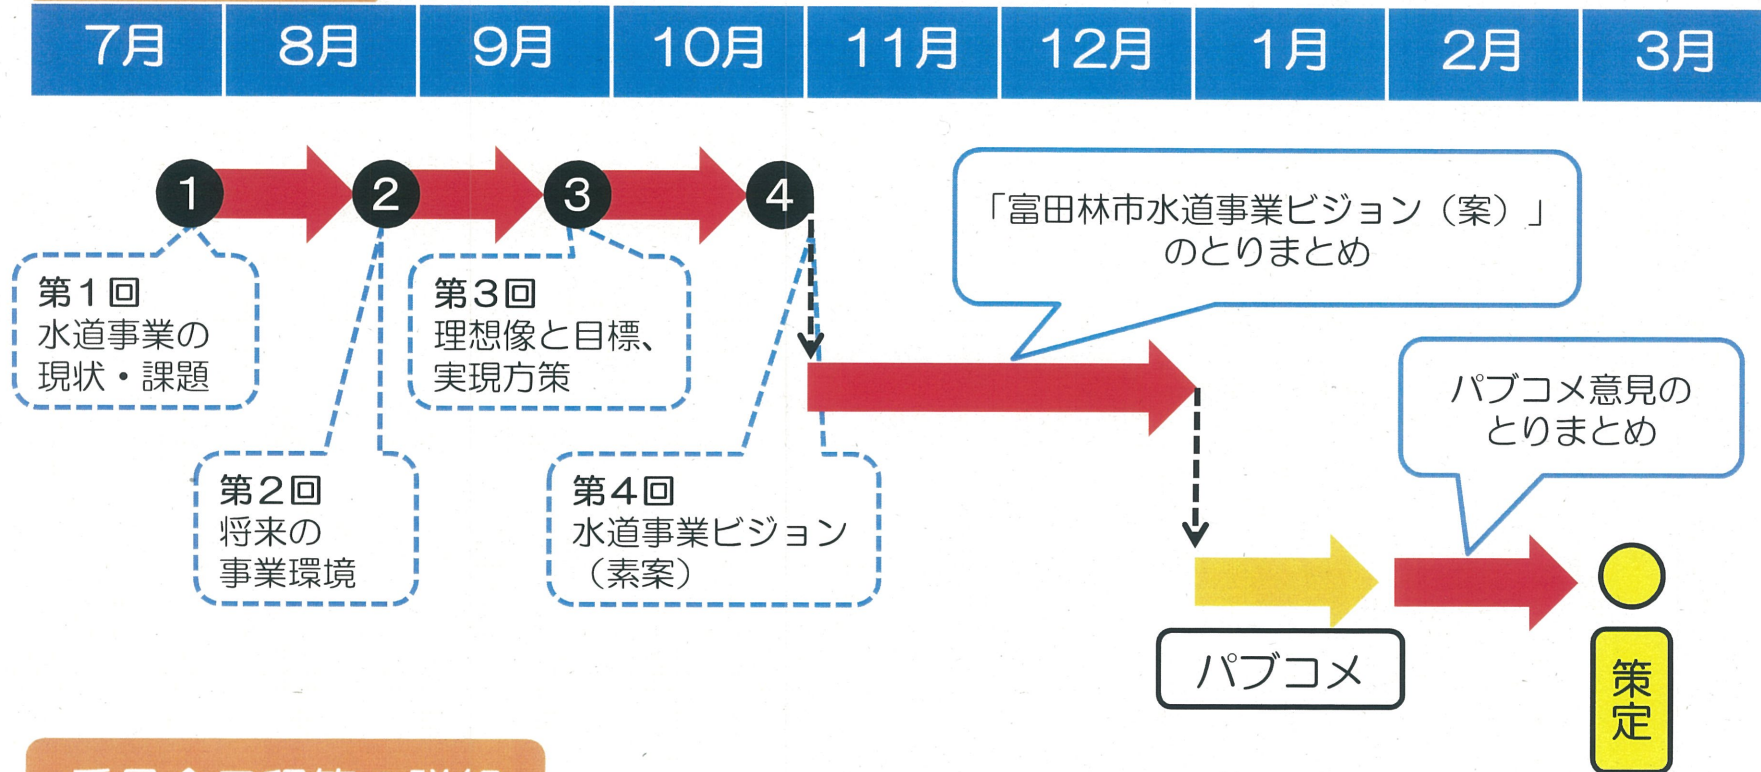 7月 8月 9月 10月 11月 12月 1月 2月 3月
1 2 3 4
「富田林市水道事業ビジョン（案）」
のとりまとめ
第1回
水道事業の
現状・課題
第3回
理想像と目標、
実現方策
パブコメ意見の
とりまとめ
第2回
将来の
事業環境
第4回
水道事業ビジョン
（素案）
パブコメ
策定